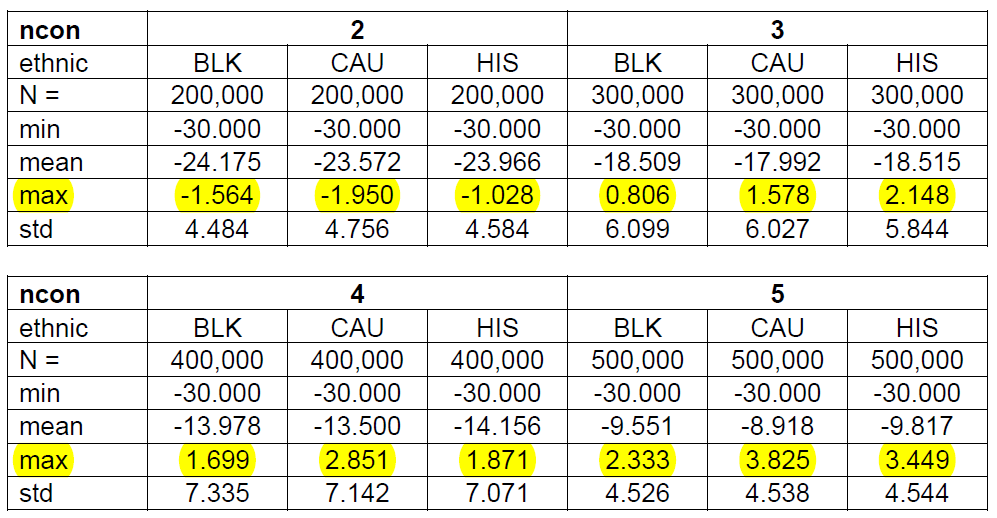 ncon 2 3
ethnic BLK CAU HIS BLK CAU HIS
N = 200,000 200,000 200,000 300,000 300,000 300,000
min -30.000 -30.000 -30.000 -30.000 -30.000 -30.000
mean -24.175 -23.572 -23.966 -18.509 -17.992 -18.515
max -1.564 -1.950 -1.028 0.806 1.578 2.148
std 4.484 4.756 4.584 6.099 6.027 5.844
ncon 4 5
ethnic BLK CAU HIS BLK CAU HIS
N = 400,000 400,000 400,000 500,000 500,000 500,000
min -30.000 -30.000 -30.000 -30.000 -30.000 -30.000
mean -13.978 -13.500 -14.156 -9.551 -8.918 -9.817
max 1.699 2.851 1.871 2.333 3.825 3.449
std 7.335 7.142 7.071 4.526 4.538 4.544